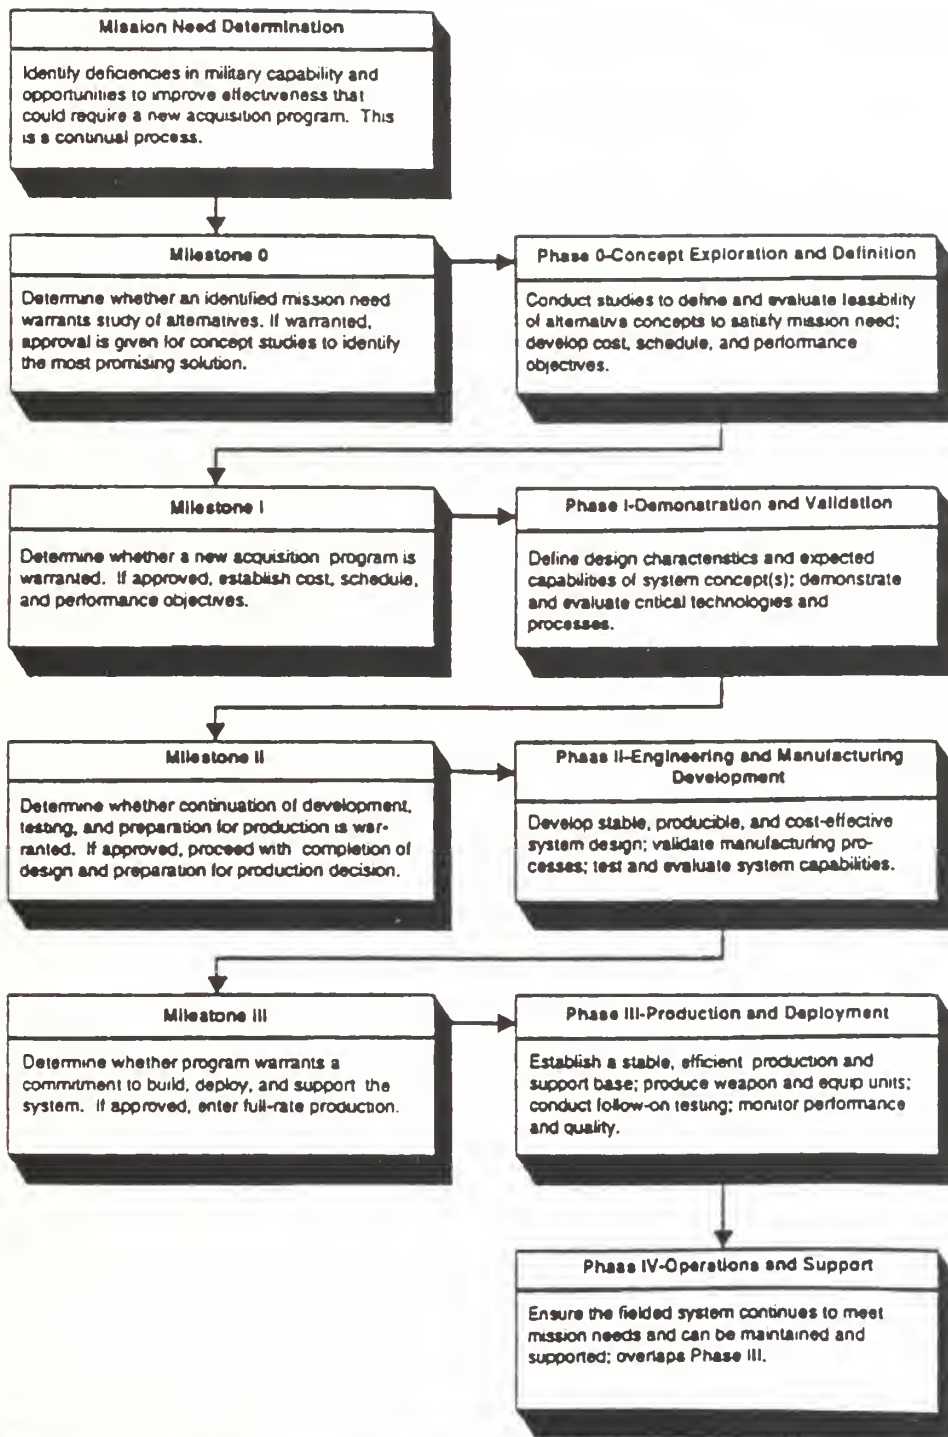 Mission Need Determination
Identify deficiencies in military capability and
opportunities to improve effectiveness that
could require a new acquisition program. This
is a continual process.
Milestone 0
Determine whether an identified mission need
warrants study of alternatives. If warranted,
approval is given for concept studies to identify
the most promising solution.
Phase 0-Concept Exploration and Definition
Conduct studies to define and evaluate feasibility
of alternative concepts to satisfy mission need;
develop cost, schedule, and performance
objectives.
Milestone I
Determine whether a new acquisition program is
warranted. If approved, establish cost, schedule,
and performance objectives.
Phase I-Demonstration and Validation
Define design characteristics and expected
capabilities of system concept(s); demonstrate
and evaluate critical technologies and
processes.
Milestone II
Determine whether continuation of development,
testing, and preparation for production is war-
ranted. If approved, proceed with completion of
design and preparation for production decision.
Phase II-Engineering and Manufacturing
Development
Develop stable, producible, and cost-effective
system design; validate manufacturing pro-
cesses; test and evaluate system capabilities.
Milestone III
Determine whether program warrants a
commitment to build, deploy, and support the
system. If approved, enter full-rate production.
Phase III-Production and Deployment
Establish a stable, efficient production and
support base; produce weapon and equip units;
conduct follow-on testing; monitor performance
and quality.
Phase IV-Operations and Support
Ensure the fielded system continues to meet
mission needs and can be maintained and
supported; overlaps Phase III.